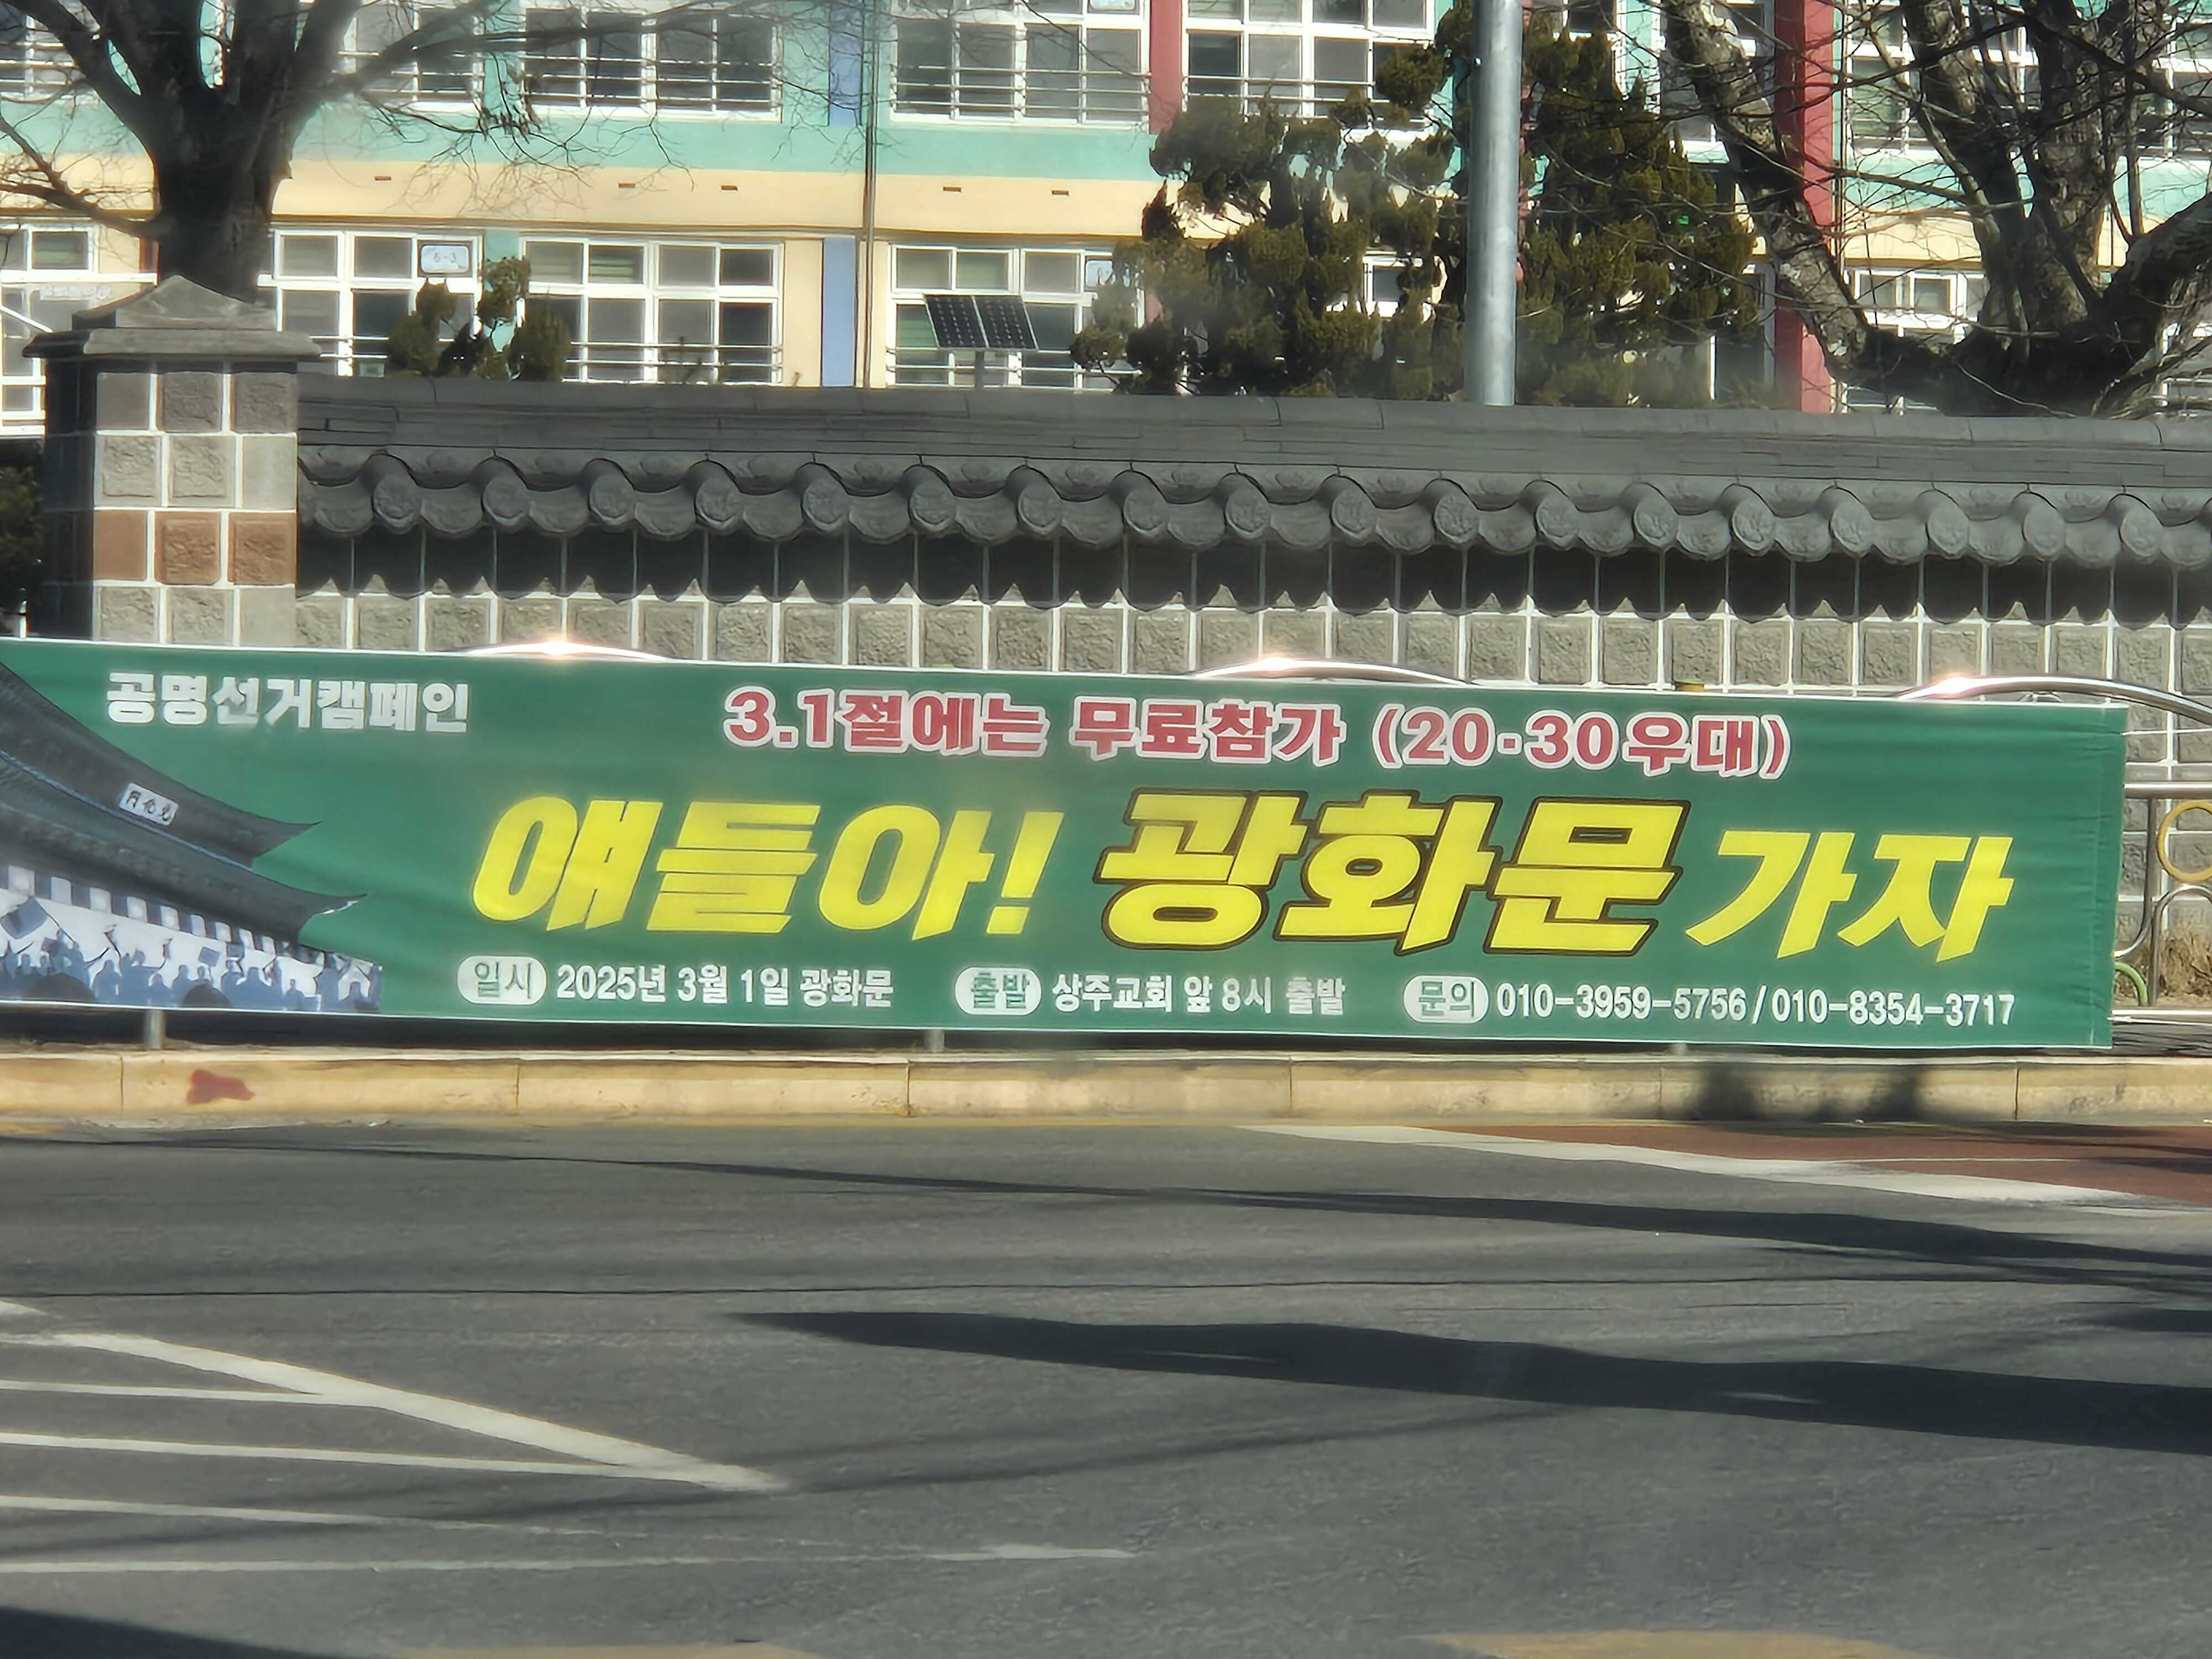 6-3
공명선거캠페인
3.1절에는 무료참가 (20·30우대)
얘들아! 광화문 가자
일시 2025년 3월 1일 광화문
출발 상주교회 앞 8시 출발
문의 010-3959-5756/010-8354-3717